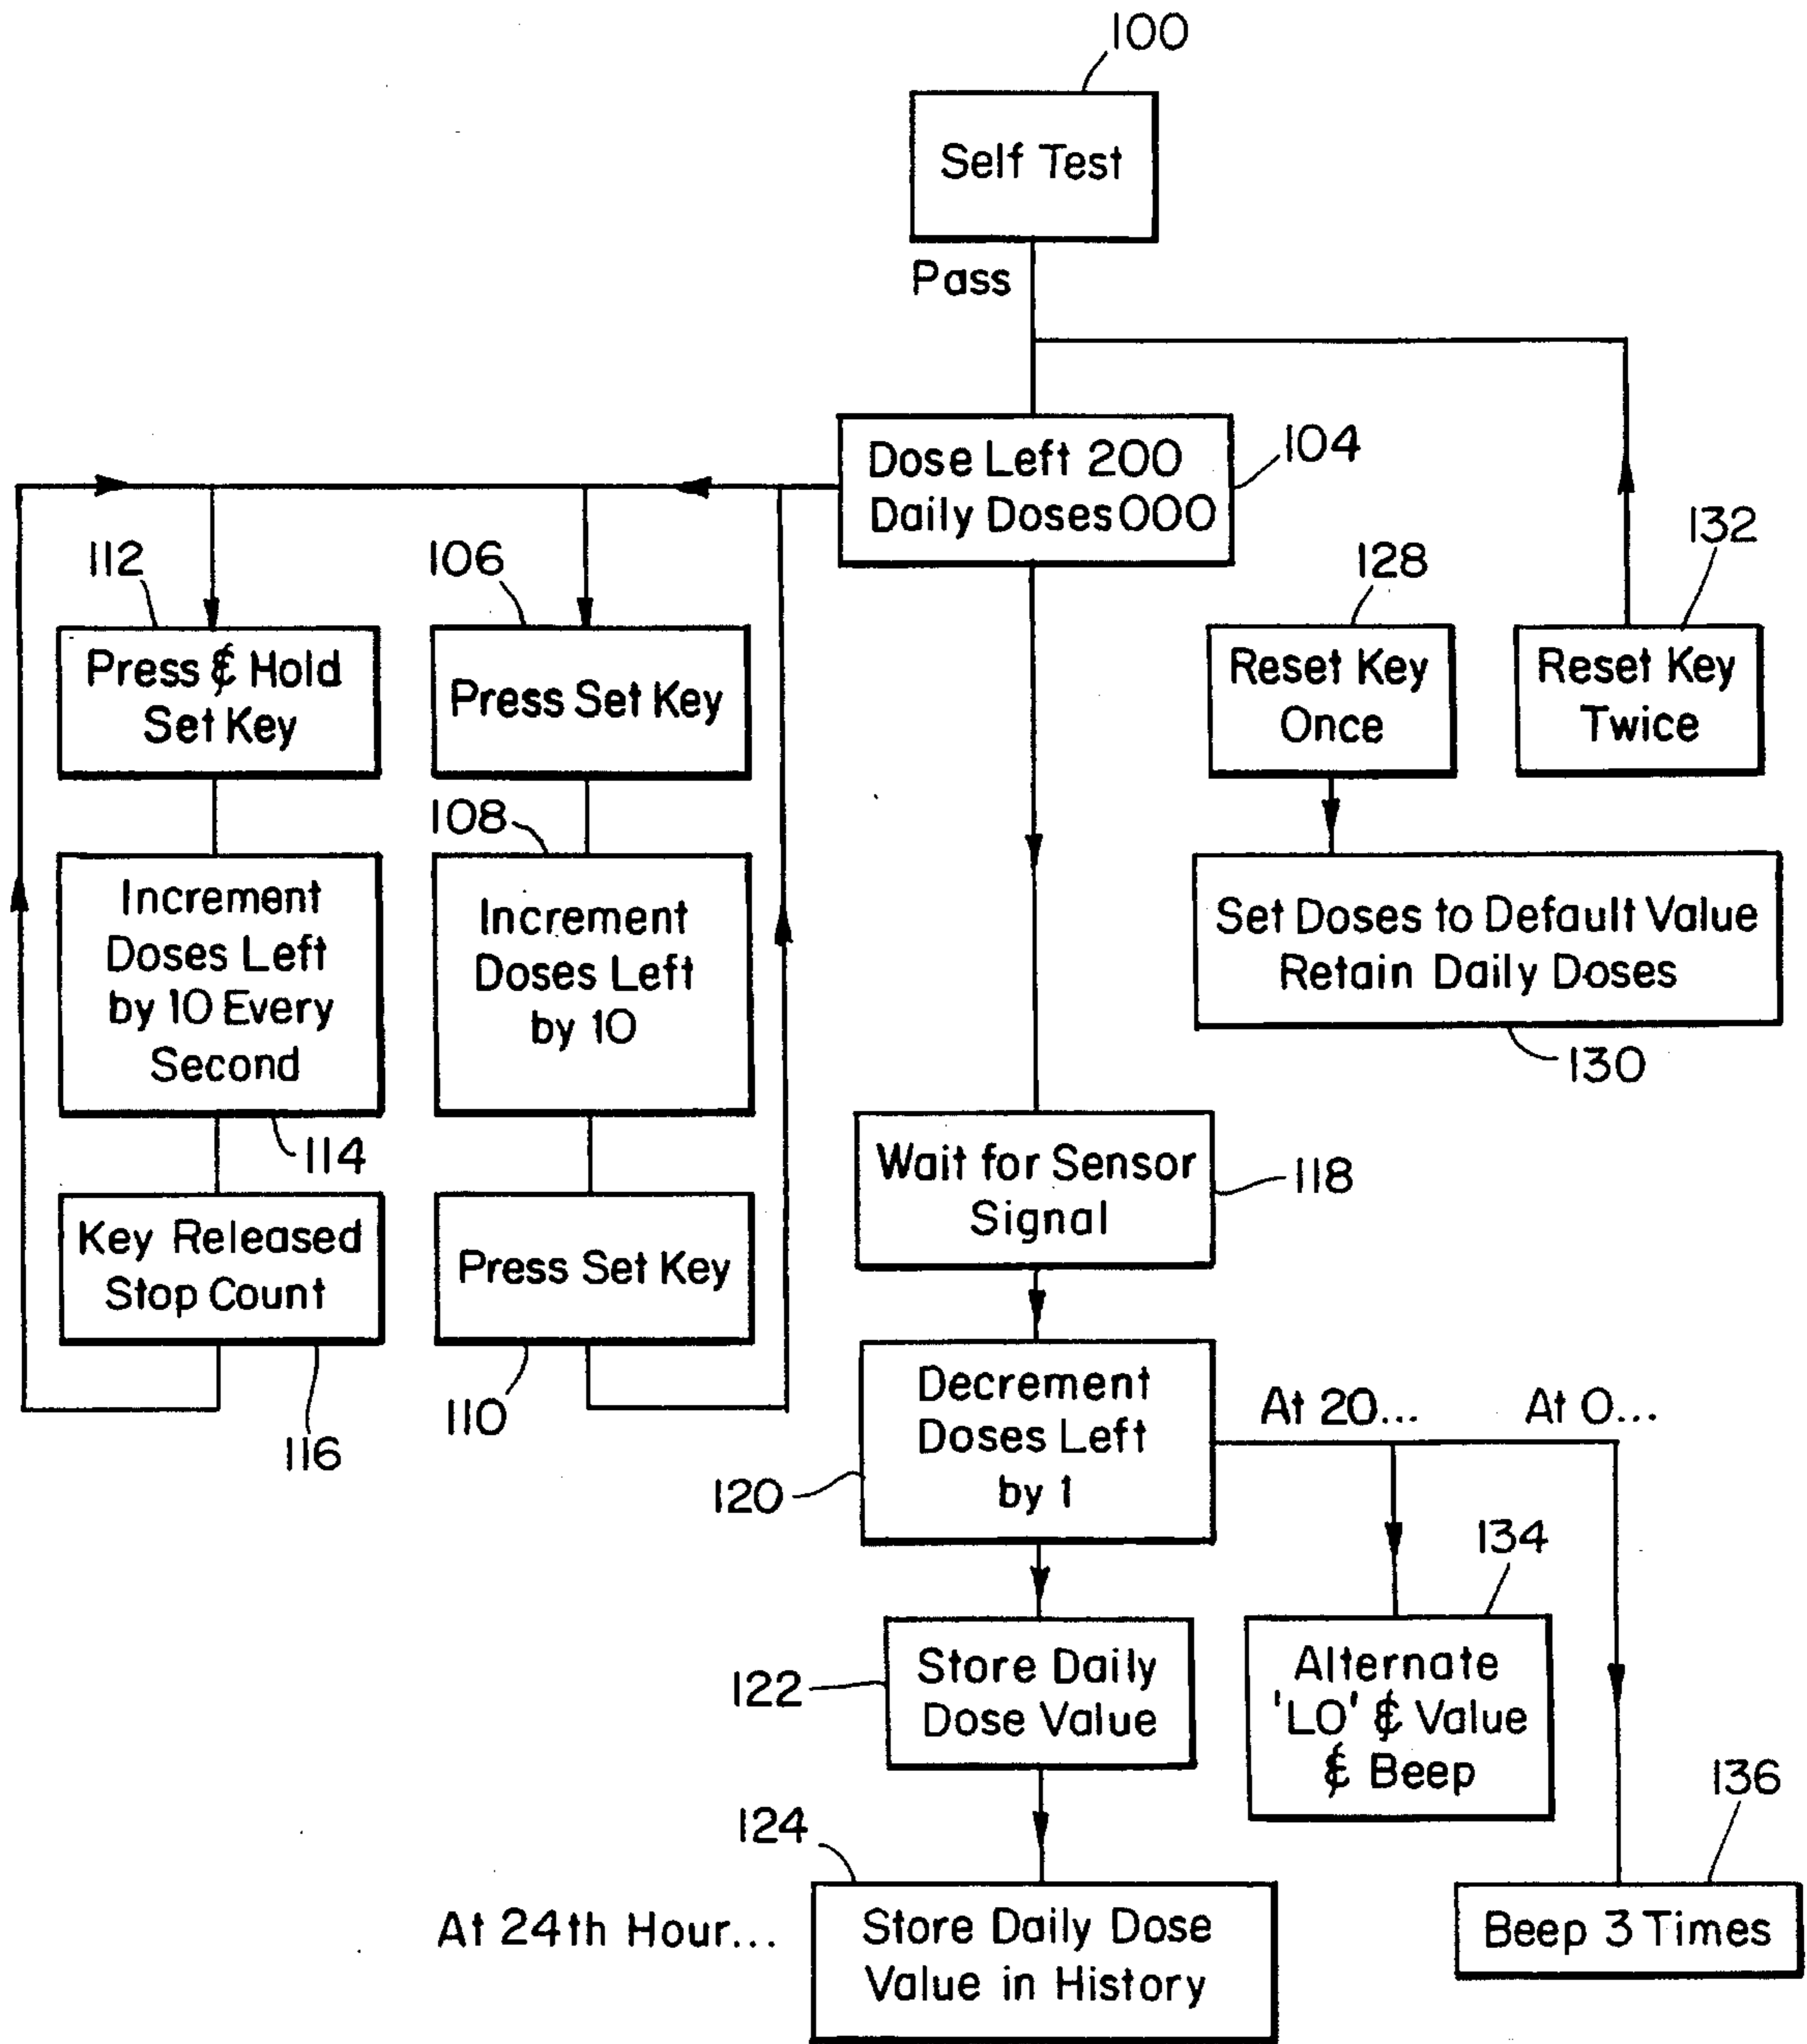 100
Self Test
Pass
Dose Left 200
Daily Doses 000
104
112
Press & Hold
Set Key
106
Press Set Key
128
Reset Key
Once
132
Reset Key
Twice
Increment
Doses Left
by 10 Every
Second
114
108
Increment
Doses Left
by 10
Set Doses to Default Value
Retain Daily Doses
130
Key Released
Stop Count
116
Press Set Key
110
Wait for Sensor
Signal
118
Decrement
Doses Left
by 1
120
At 20...
At 0...
134
Alternate
'LO' & Value
& Beep
122
Store Daily
Dose Value
136
Beep 3 Times
124
At 24th Hour...
Store Daily Dose
Value in History